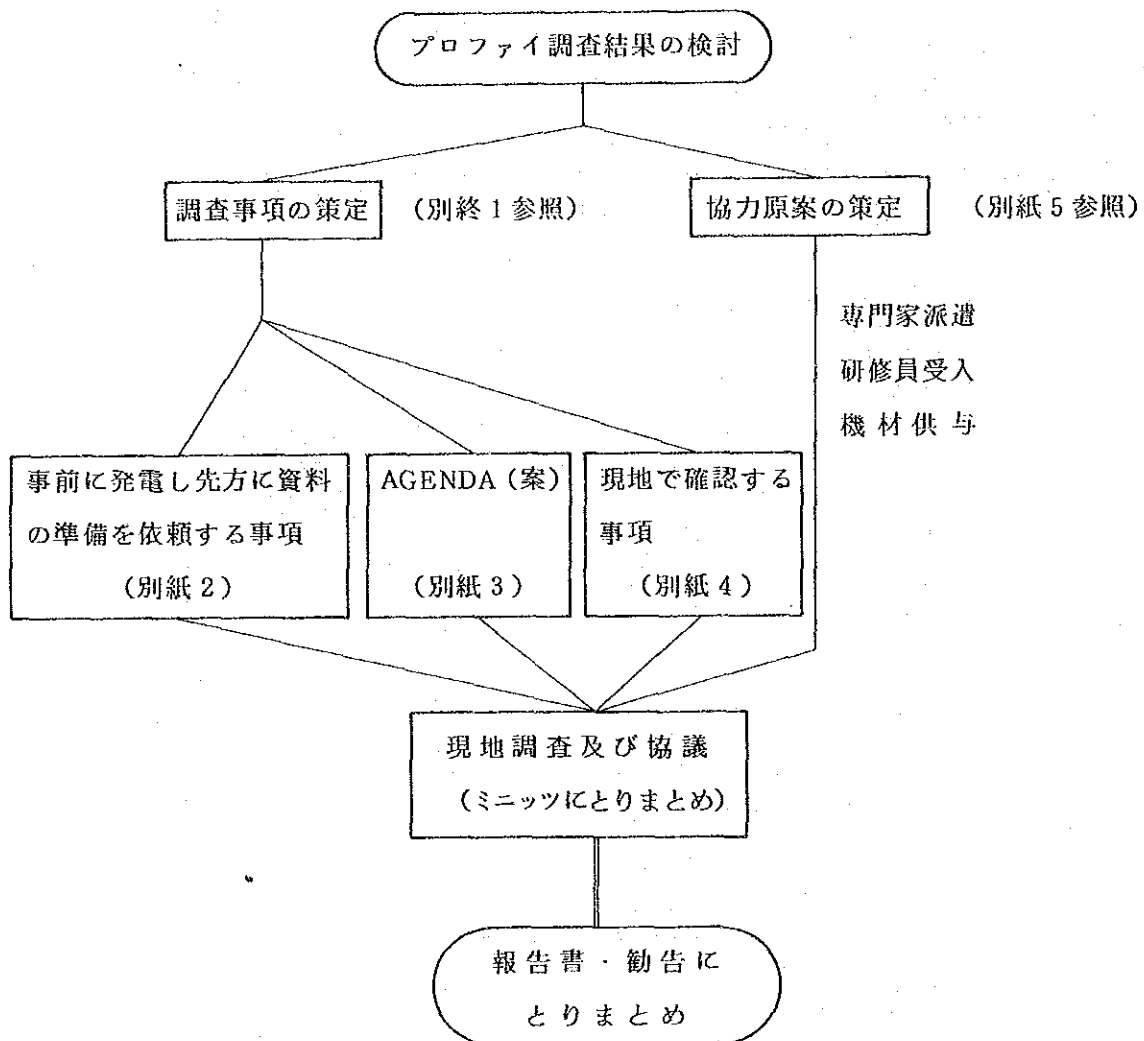 プロファイ調査結果の検討
調査事項の策定 (別終1参照)
協力原案の策定 (別紙5参照)
専門家派遣
研修員受入
機材供与
事前に発電し先方に資料
の準備を依頼する事項
(別紙2)
AGENDA(案)
(別紙3)
現地で確認する
事項
(別紙4)
現地調査及び協議
(ミニッツにとりまとめ)
報告書・勧告に
とりまとめ